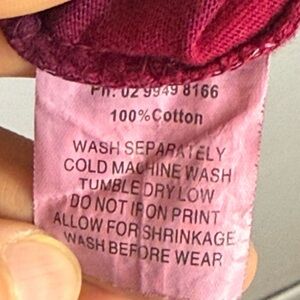 Ph: 02 9949 8166
100% Cotton
WASH SEPARATELY
COLD MACHINE WASH
TUMBLE DRY LOW
DO NOT IRON PRINT
ALLOW FOR SHRINKAGE
WASH BEFORE WEAR